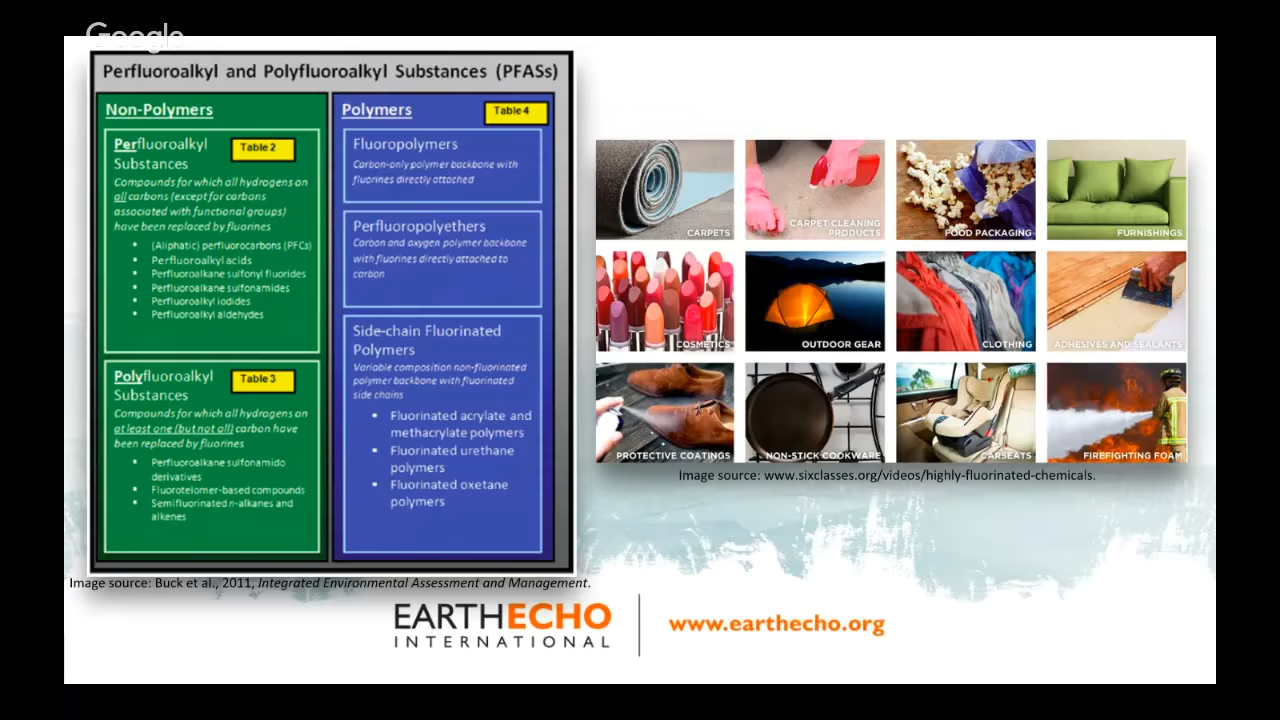 Google
Perfluoroalkyl and Polyfluoroalkyl Substances (PFASs)
Non-Polymers
Perfluoroalkyl
Substances
Table 2
Compounds for which all hydrogens on
all carbons (except for carbons
associated with functional groups)
have been replaced by fluorines
▪ (Aliphatic) perfluorocarbons (PFCs)
▪ Perfluoroalkyl acids
▪ Perfluoroalkane sulfonyl fluorides
▪ Perfluoroalkane sulfonamides
▪ Perfluoroalkyl iodides
▪ Perfluoroalkyl aldehydes
Polyfluoroalkyl
Substances
Table 3
Compounds for which all hydrogens on
at least one (but not all) carbon have
been replaced by fluorines
▪ Perfluoroalkane sulfonamido
derivatives
▪ Fluorotelomer-based compounds
▪ Semifluorinated n-alkanes and
alkenes
Polymers
Table 4
Fluoropolymers
Carbon-only polymer backbone with
fluorines directly attached
Perfluoropolyethers
Carbon and oxygen polymer backbone
with fluorines directly attached to
carbon
Side-chain Fluorinated
Polymers
Variable composition non-fluorinated
polymer backbone with fluorinated
side chains
▪ Fluorinated acrylate and
methacrylate polymers
▪ Fluorinated urethane
polymers
▪ Fluorinated oxetane
polymers
Image source: Buck et al., 2011, Integrated Environmental Assessment and Management.
CARPETS
CARPET CLEANING
PRODUCTS
FOOD PACKAGING
FURNISHINGS
COSMETICS
OUTDOOR GEAR
CLOTHING
ADHESIVES AND SEALANTS
PROTECTIVE COATINGS
NON-STICK COOKWARE
CARSEATS
FIREFIGHTING FOAM
Image source: www.sixclasses.org/videos/highly-fluorinated-chemicals.
EARTHECHO
INTERNATIONAL
www.earthecho.org